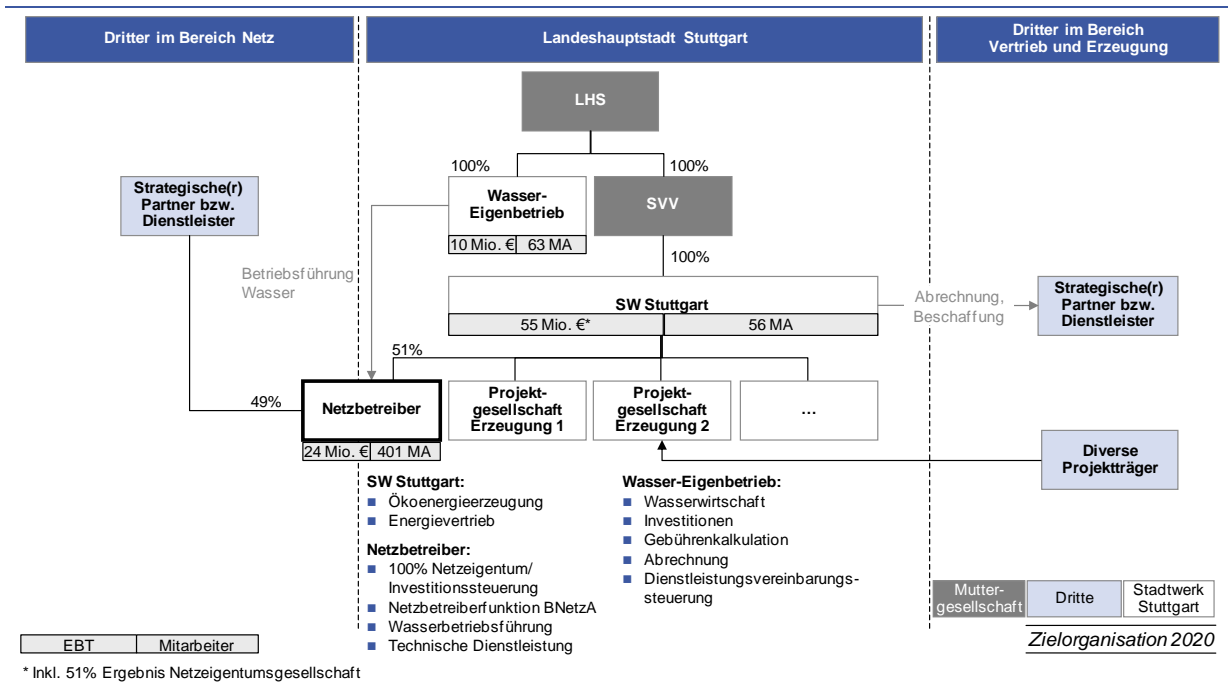 Dritter im Bereich Netz
Landeshauptstadt Stuttgart
Dritter im Bereich
Vertrieb und Erzeugung
LHS
100%
100%
Strategische(r)
Partner bzw.
Dienstleister
Wasser-
Eigenbetrieb
10 Mio. €
63 MA
SVV
Betriebsführung
Wasser
100%
SW Stuttgart
55 Mio. €*
56 MA
Abrechnung,
Beschaffung
Strategische(r)
Partner bzw.
Dienstleister
51%
49%
Netzbetreiber
24 Mio. €
401 MA
Projekt-
gesellschaft
Erzeugung 1
Projekt-
gesellschaft
Erzeugung 2
...
Diverse
Projektträger
SW Stuttgart:
Ökoenergieerzeugung
Energievertrieb
Netzbetreiber:
100% Netzeigentum/
Investitionssteuerung
Netzbetreiberfunktion BNetzA
Wasserbetriebsführung
Technische Dienstleistung
Wasser-Eigenbetrieb:
Wasserwirtschaft
Investitionen
Gebührenkalkulation
Abrechnung
Dienstleistungsvereinbarungs-
steuerung
Mutter-
gesellschaft
Dritte
Stadtwerk
Stuttgart
Zielorganisation 2020
EBT
Mitarbeiter
* Inkl. 51% Ergebnis Netzeigentumsgesellschaft